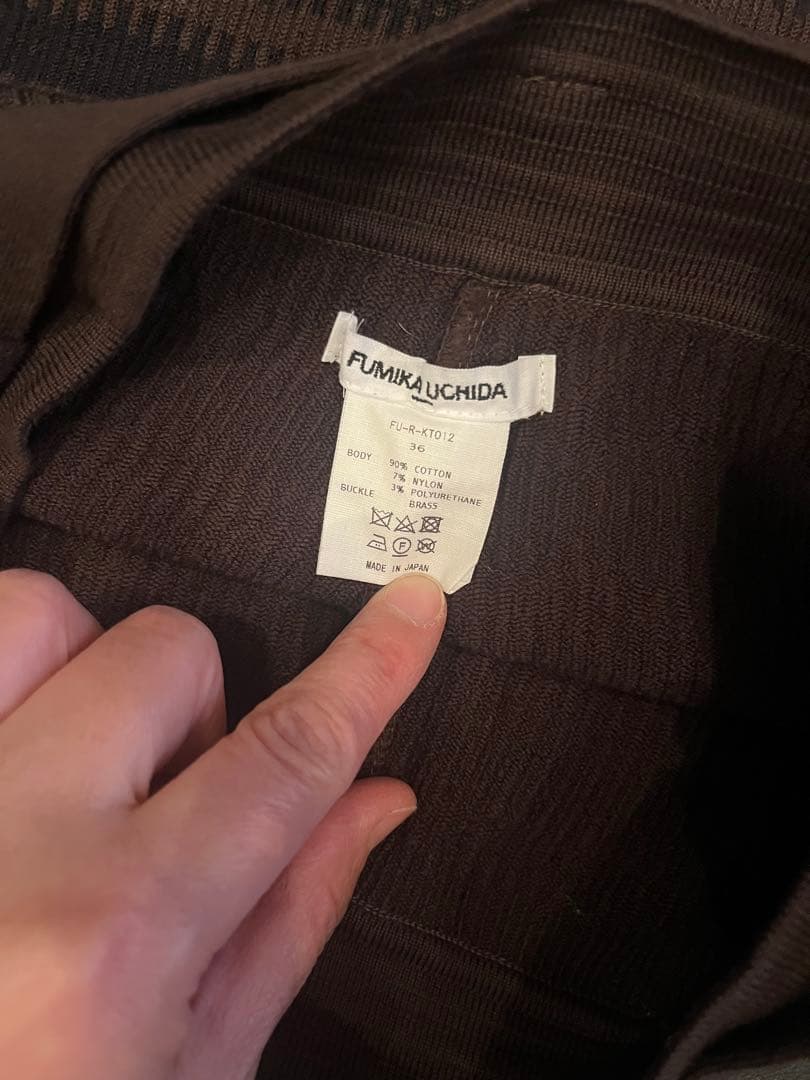 FUMIKA UCHIDA
FU-R-KT012
36
BODY 90% COTTON
7% NYLON
3% POLYURETHANE
BUCKLE BRASS
F
MADE IN JAPAN